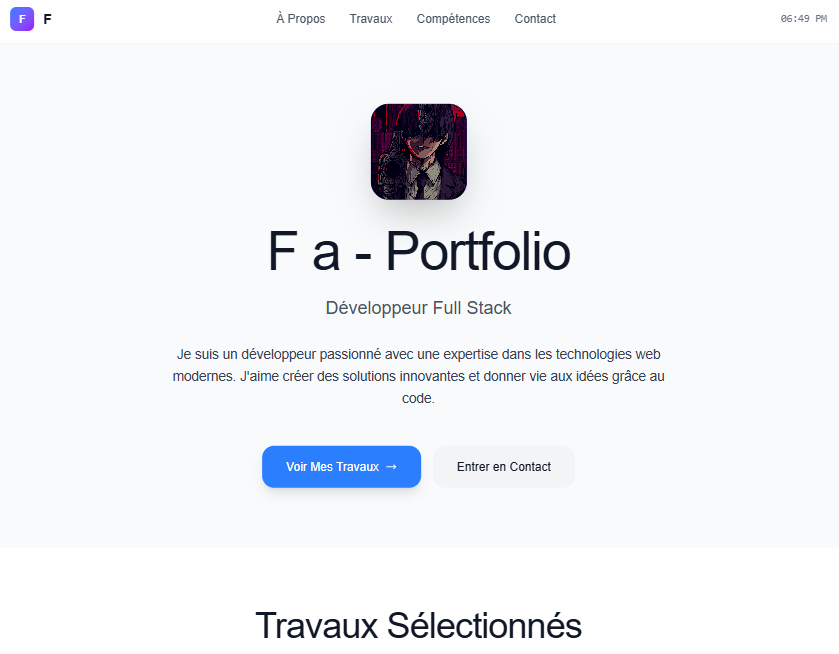 F F À Propos Travaux Compétences Contact 06:49 PM
F a - Portfolio
Développeur Full Stack
Je suis un développeur passionné avec une expertise dans les technologies web
modernes. J'aime créer des solutions innovantes et donner vie aux idées grâce au
code.
Voir Mes Travaux → Entrer en Contact
Travaux Sélectionnés